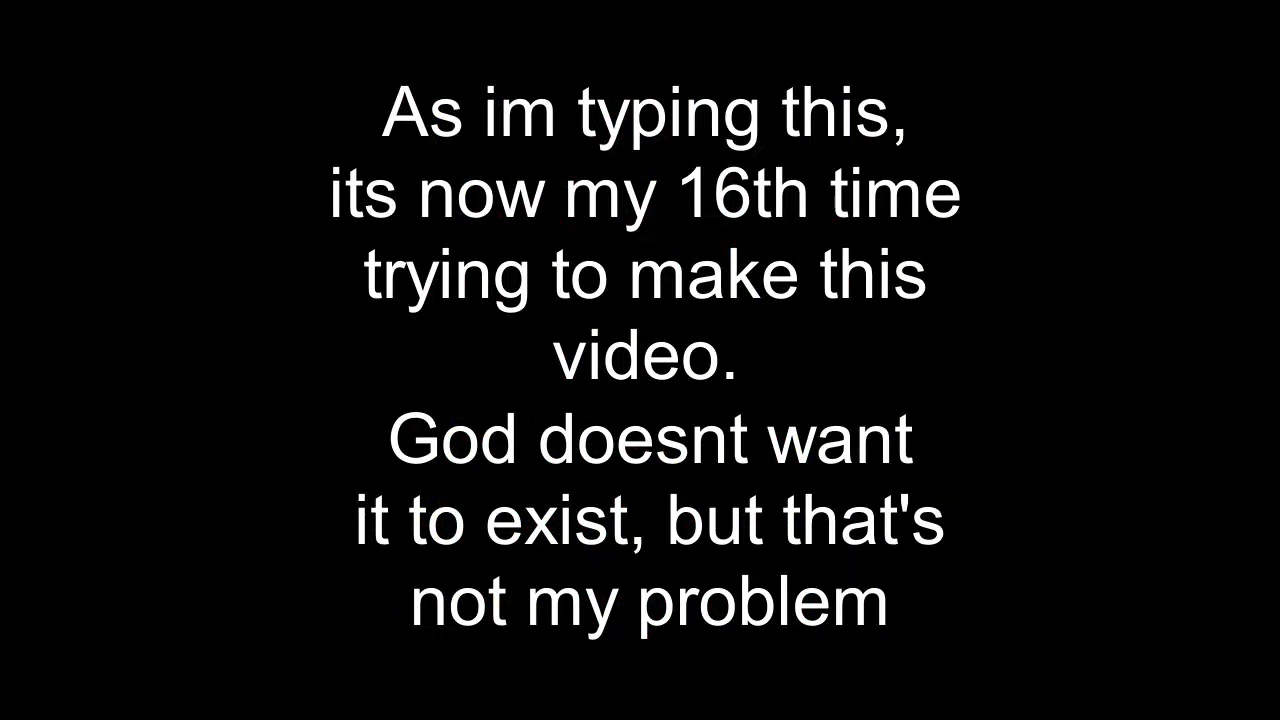 As im typing this,
its now my 16th time
trying to make this
video.
God doesnt want
it to exist, but that's
not my problem